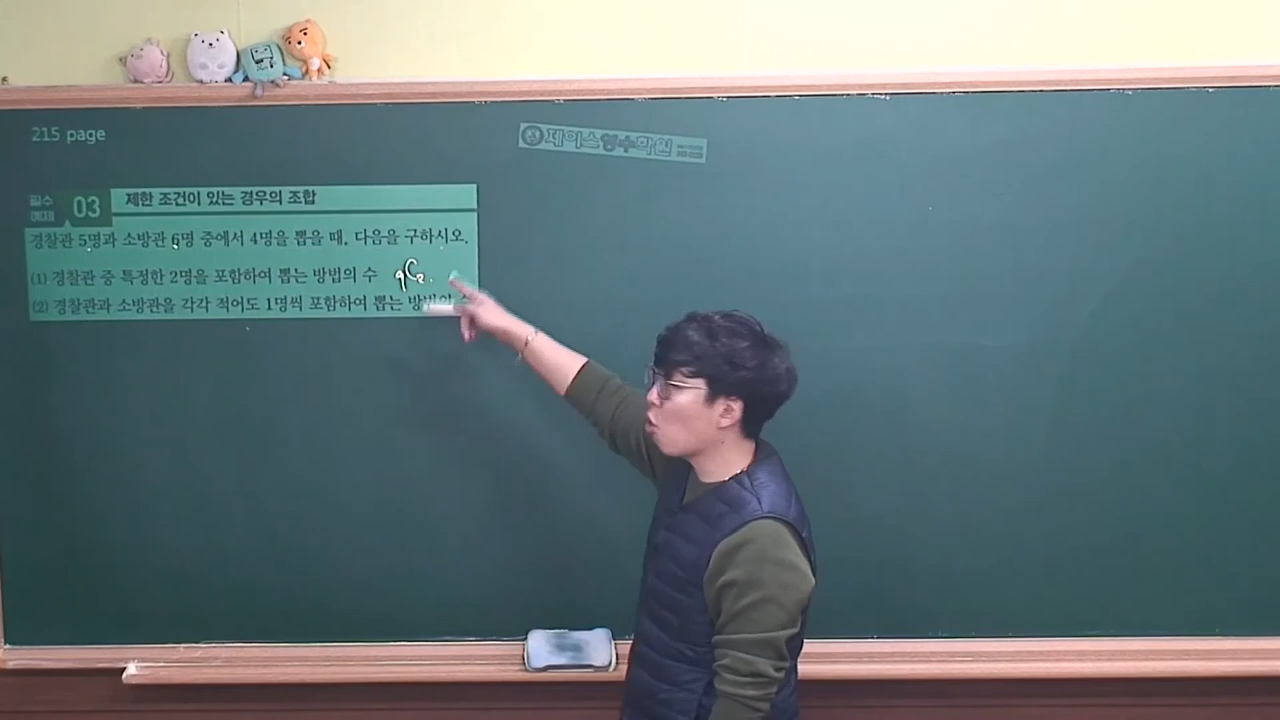 215 page
제이스영수학원
필수 예제 03 제한 조건이 있는 경우의 조합
경찰관 5명과 소방관 6명 중에서 4명을 뽑을 때, 다음을 구하시오.
(1) 경찰관 중 특정한 2명을 포함하여 뽑는 방법의 수 ₉C₂
(2) 경찰관과 소방관을 각각 적어도 1명씩 포함하여 뽑는 방법의 수